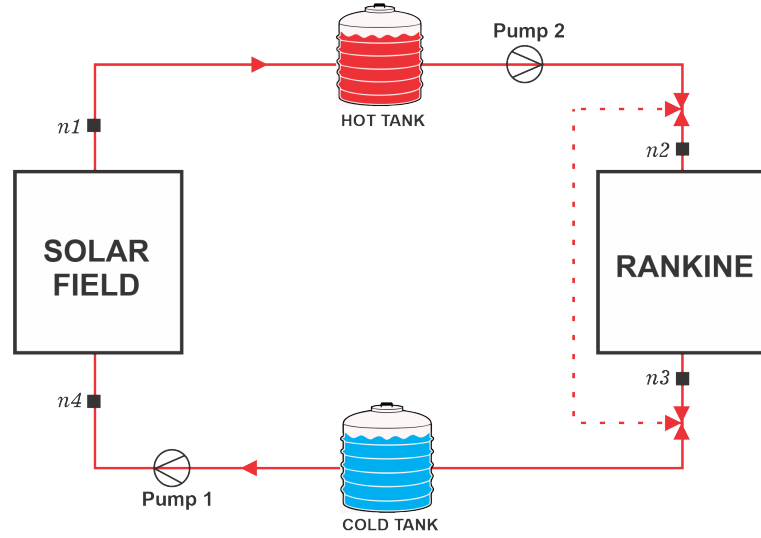 Pump 2
HOT TANK
n1
n2
SOLAR
FIELD
RANKINE
n3
n4
Pump 1
COLD TANK